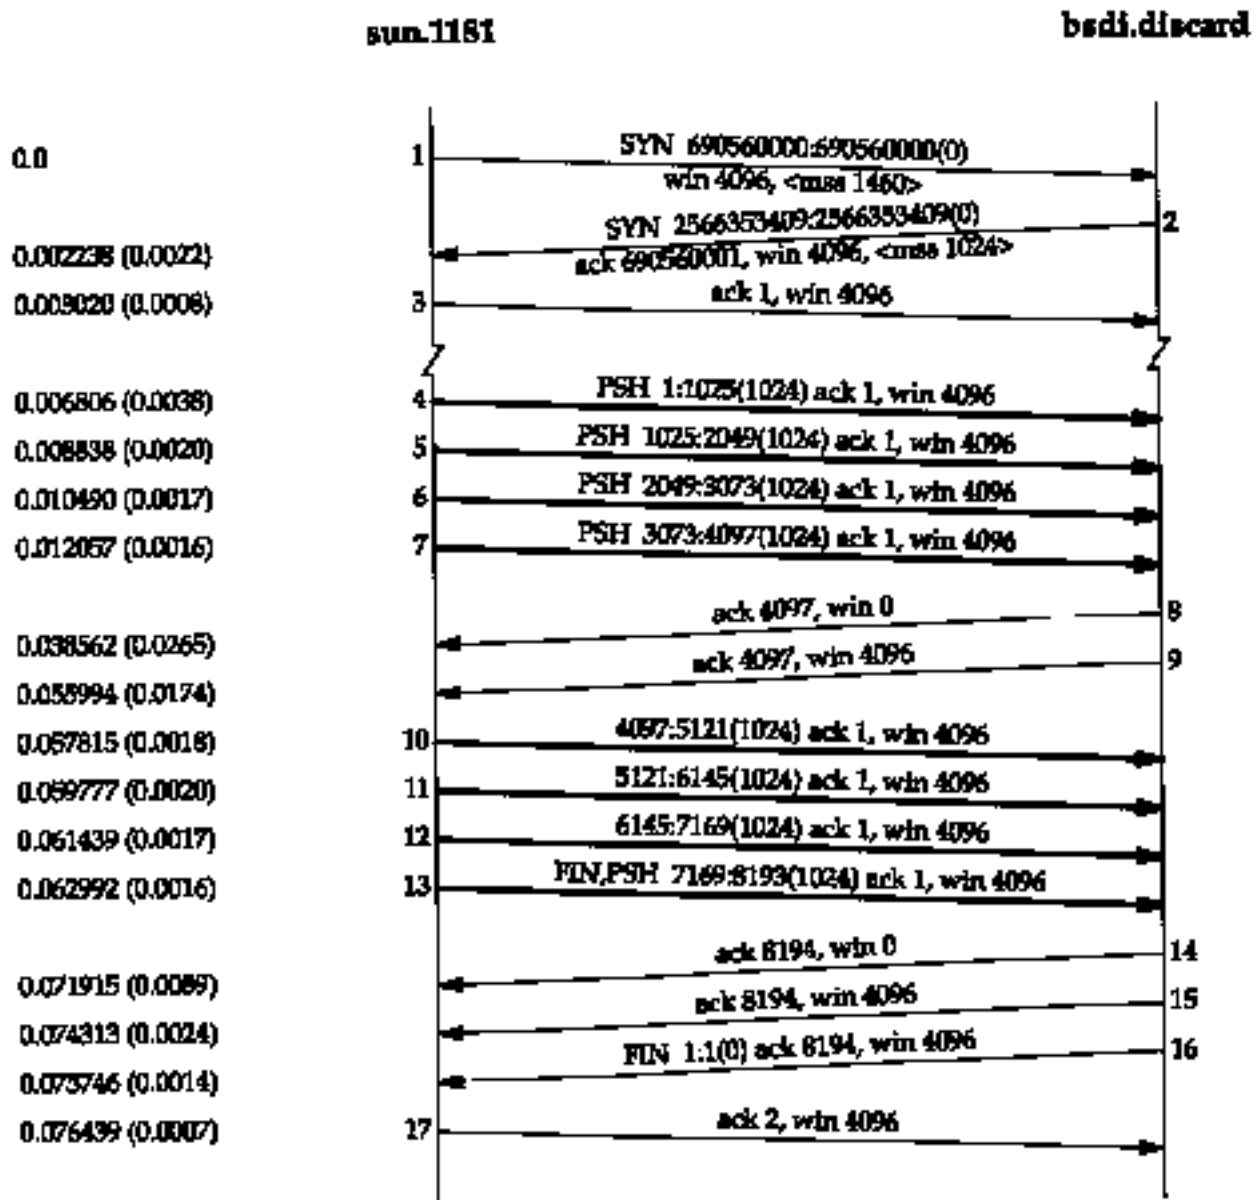 sun.1181 bsdi.discard
0.0 1 SYN 690560000:690560000(0)
win 4096, <mss 1460>
SYN 2566353409:2566353409(0) 2
0.002238 (0.0022) ack 690560001, win 4096, <mss 1024>
0.003020 (0.0008) 3 ack 1, win 4096
0.006806 (0.0038) 4 PSH 1:1025(1024) ack 1, win 4096
0.008838 (0.0020) 5 PSH 1025:2049(1024) ack 1, win 4096
0.010490 (0.0017) 6 PSH 2049:3073(1024) ack 1, win 4096
0.012057 (0.0016) 7 PSH 3073:4097(1024) ack 1, win 4096
ack 4097, win 0 8
0.038562 (0.0265)
ack 4097, win 4096 9
0.055994 (0.0174)
0.057815 (0.0018) 10 4097:5121(1024) ack 1, win 4096
0.059777 (0.0020) 11 5121:6145(1024) ack 1, win 4096
0.061439 (0.0017) 12 6145:7169(1024) ack 1, win 4096
0.062992 (0.0016) 13 FIN,PSH 7169:8193(1024) ack 1, win 4096
ack 8194, win 0 14
0.071915 (0.0089)
ack 8194, win 4096 15
0.074313 (0.0024)
FIN 1:1(0) ack 8194, win 4096 16
0.075746 (0.0014)
0.076439 (0.0007) 17 ack 2, win 4096